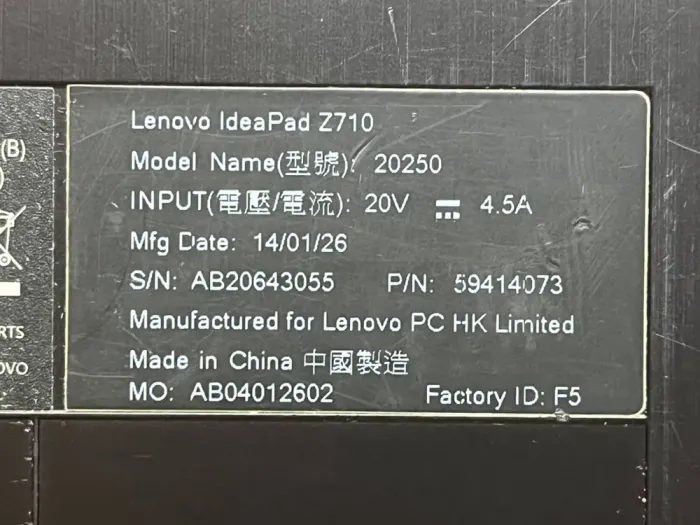 Lenovo IdeaPad Z710
Model Name(型號): 20250
INPUT(電壓/電流): 20V ⎓ 4.5A
Mfg Date: 14/01/26
S/N: AB20643055 P/N: 59414073
Manufactured for Lenovo PC HK Limited
Made in China 中國製造
MO: AB04012602 Factory ID: F5
(B)
)
RTS
OVO